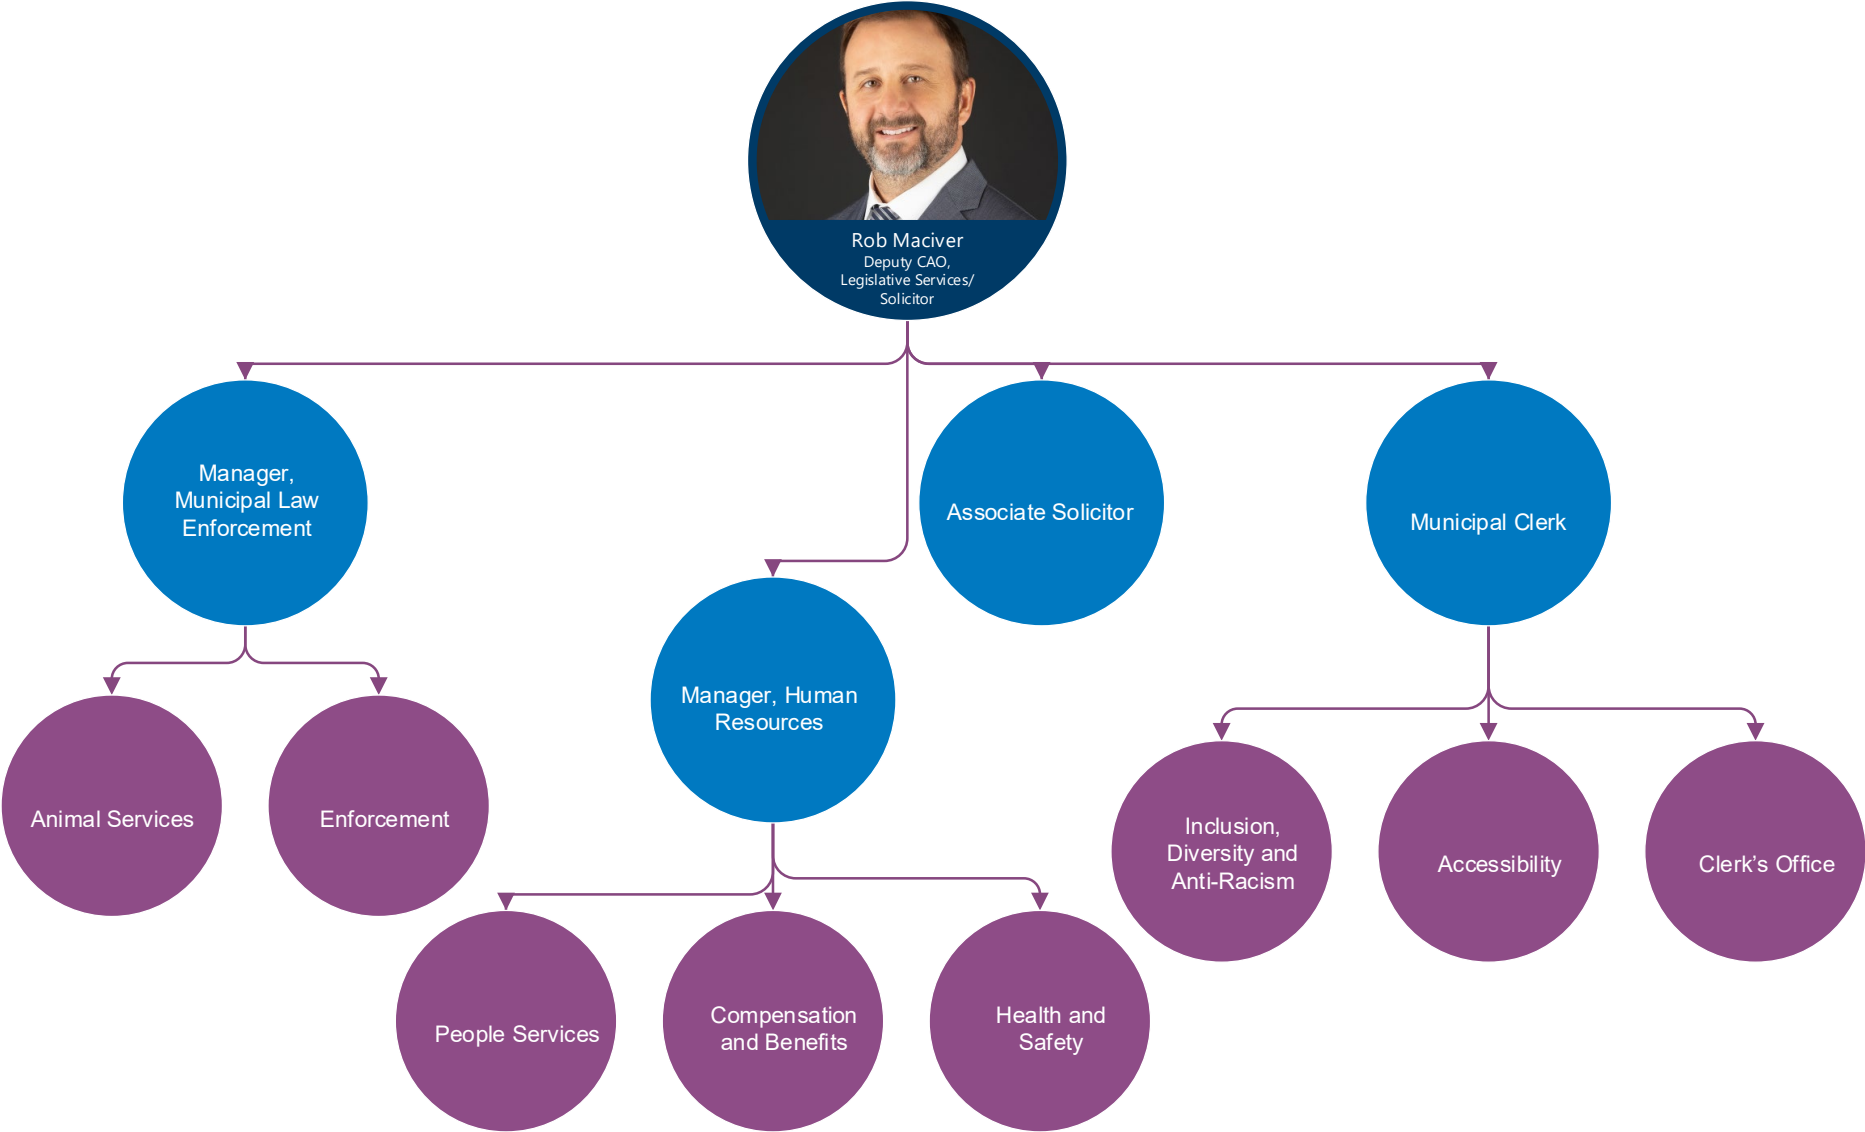 Rob Maciver
Deputy CAO,
Legislative Services/
Solicitor
Manager,
Municipal Law
Enforcement
Associate Solicitor
Municipal Clerk
Manager, Human
Resources
Animal Services
Enforcement
Inclusion,
Diversity and
Anti-Racism
Accessibility
Clerk’s Office
People Services
Compensation
and Benefits
Health and
Safety